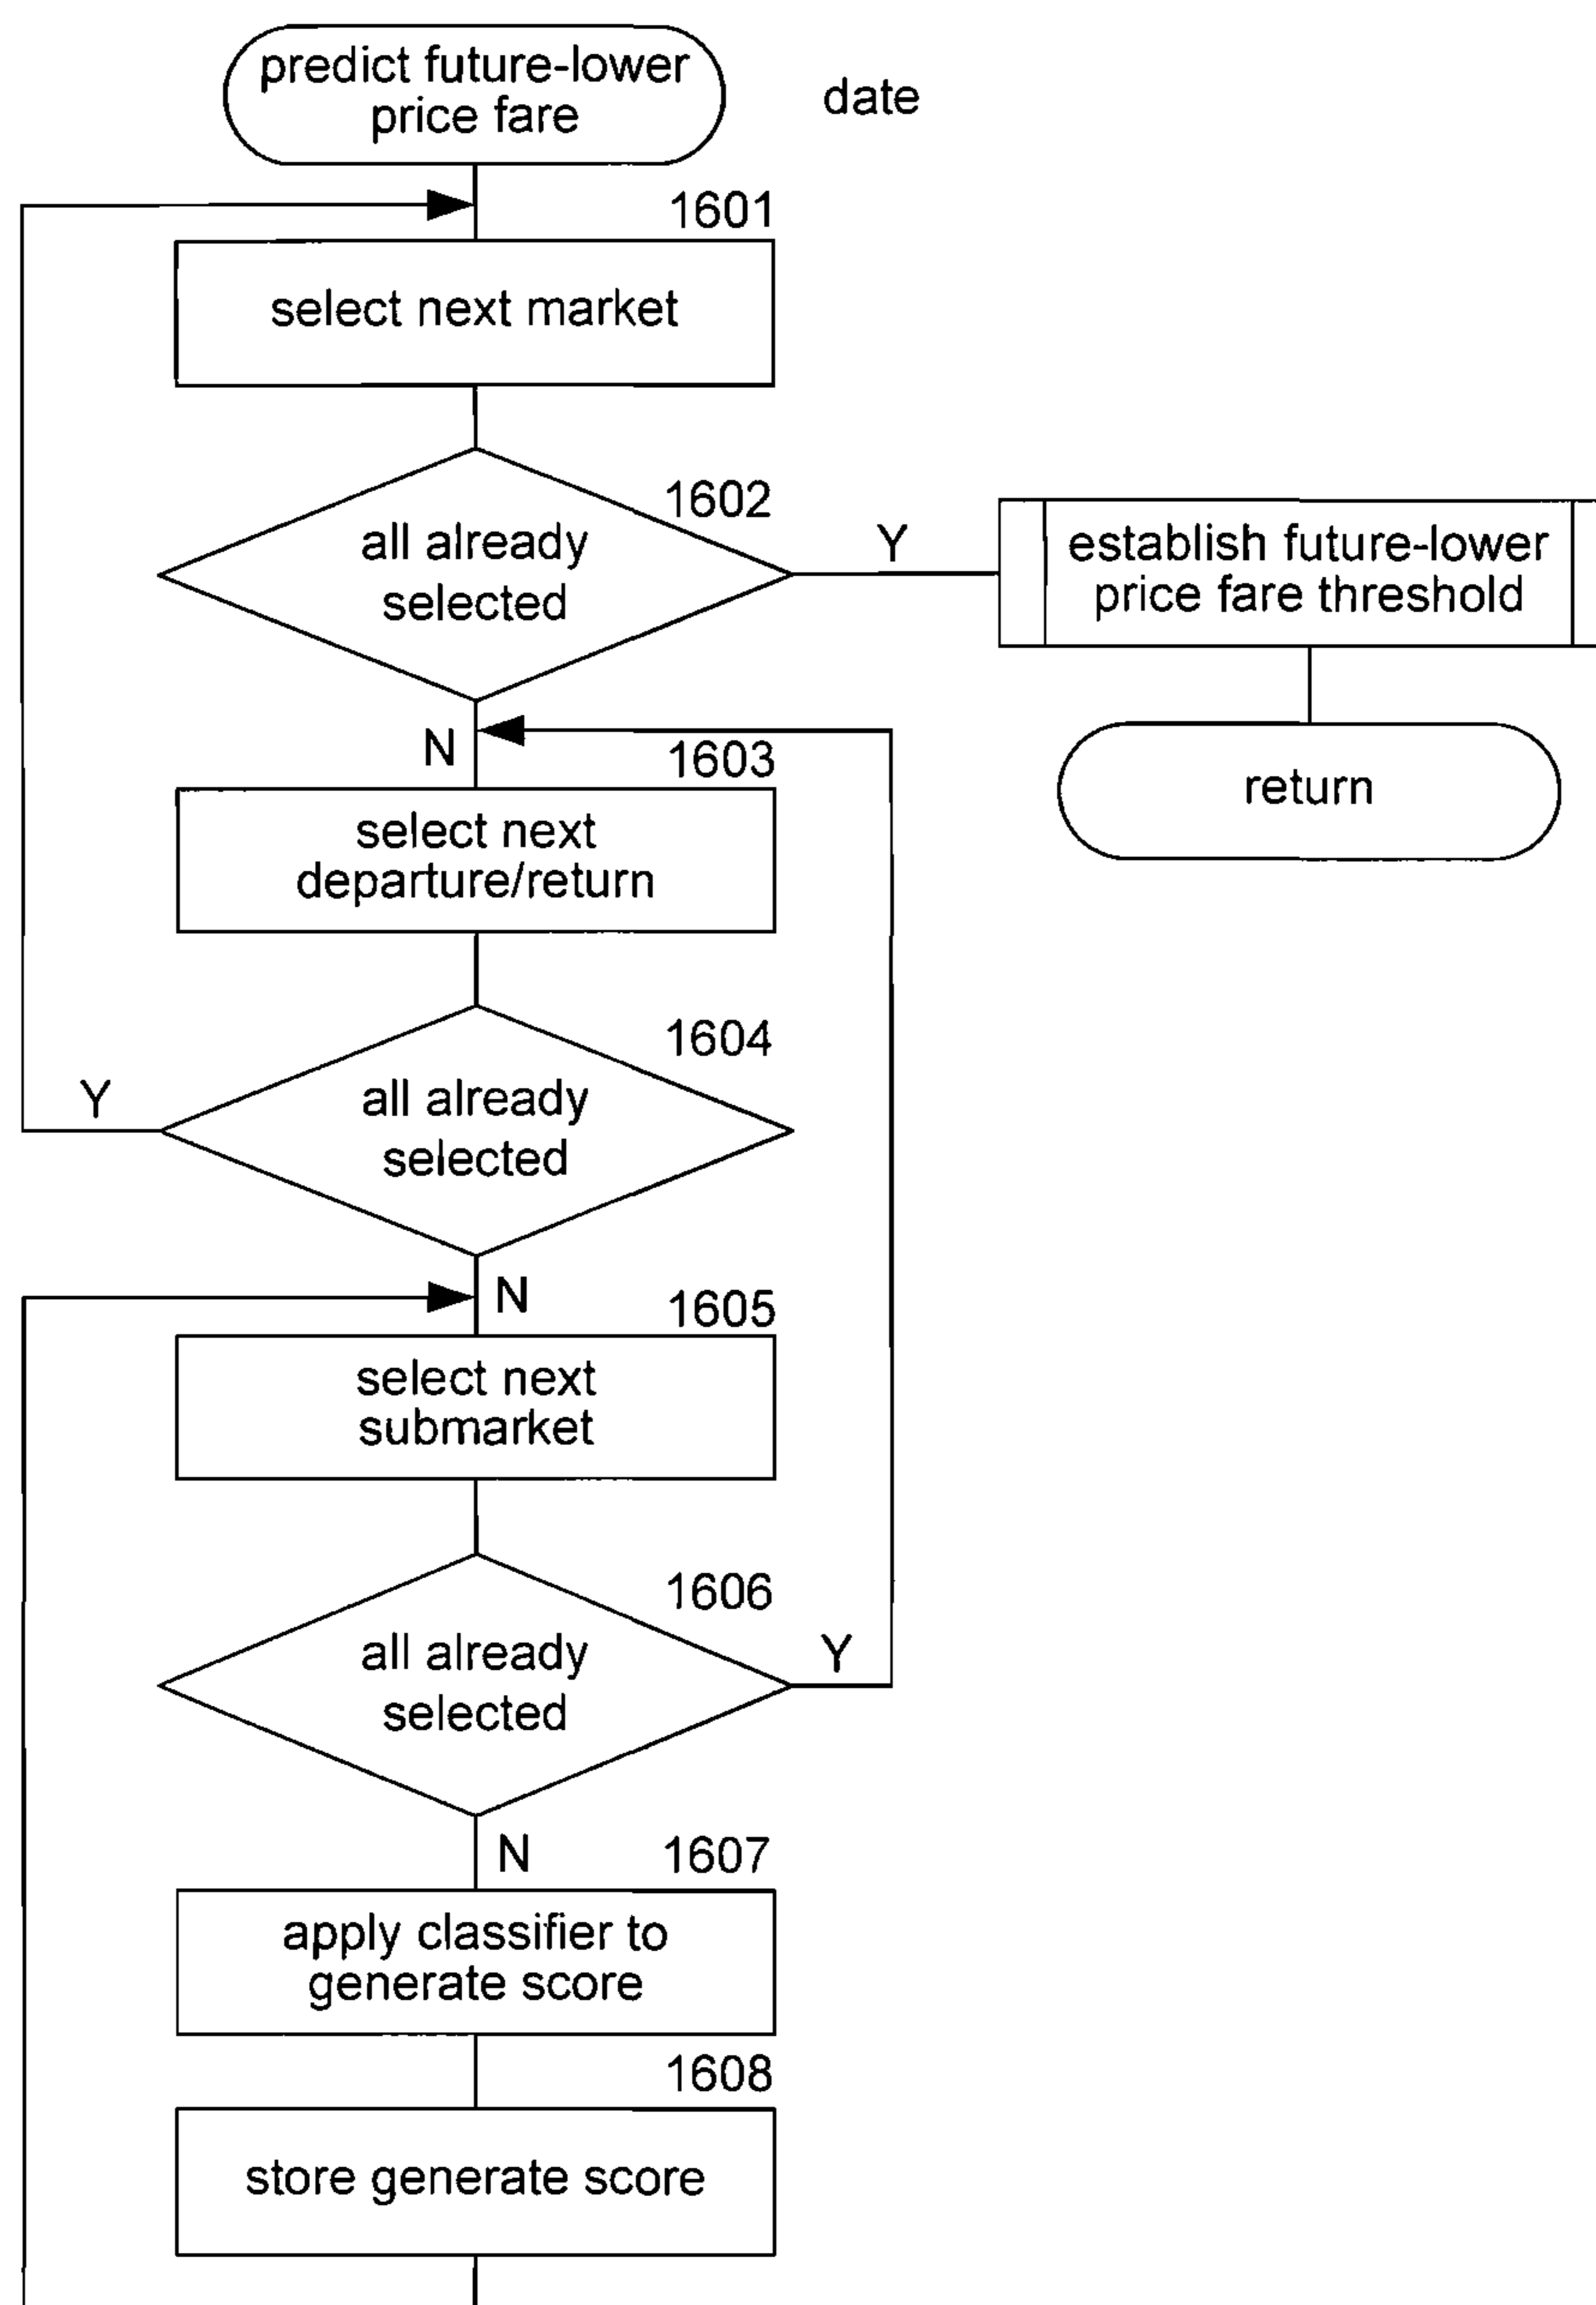 predict future-lower
price fare
date
1601
select next market
1602
all already
selected
Y
establish future-lower
price fare threshold
return
N
1603
select next
departure/return
1604
all already
selected
Y
N
1605
select next
submarket
1606
all already
selected
Y
N
1607
apply classifier to
generate score
1608
store generate score